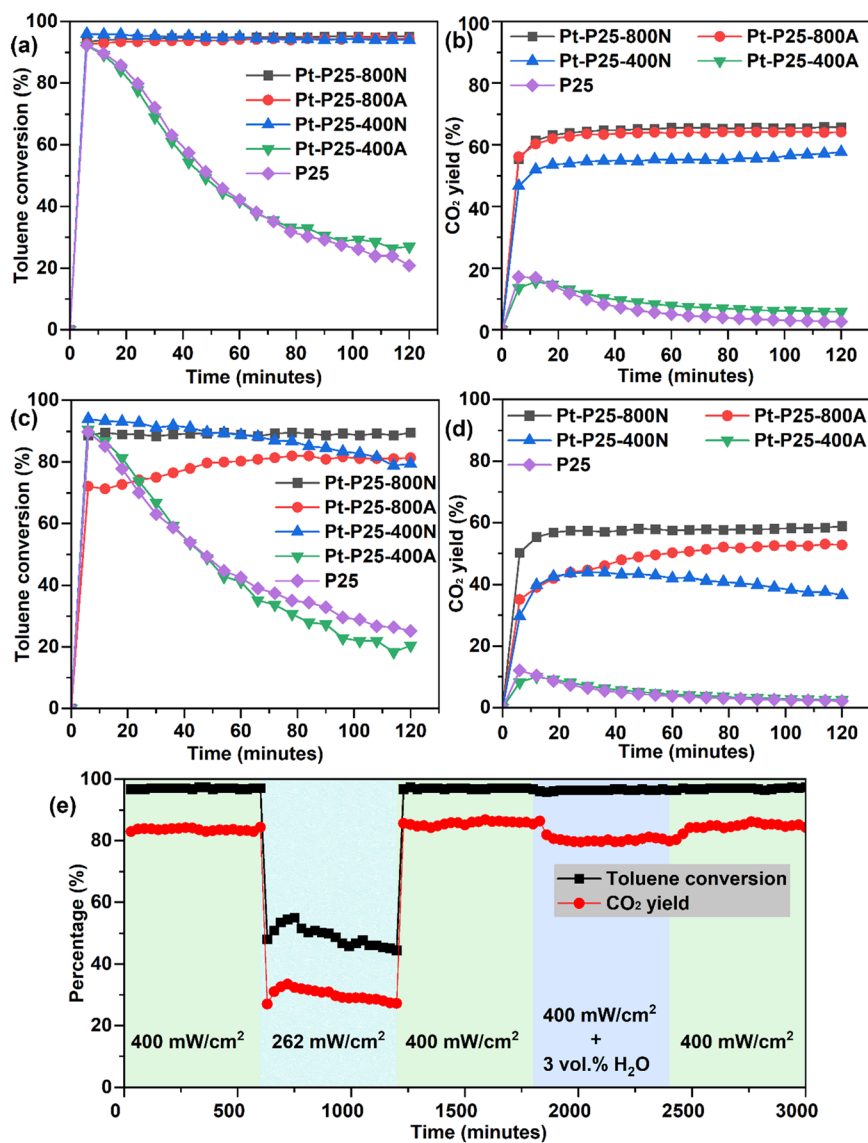 (a)
Toluene conversion (%)
100
80
60
40
20
0
Pt-P25-800N
Pt-P25-800A
Pt-P25-400N
Pt-P25-400A
P25
0 20 40 60 80 100 120
Time (minutes)
(b)
CO₂ yield (%)
100
80
60
40
20
0
Pt-P25-800N Pt-P25-800A
Pt-P25-400N Pt-P25-400A
P25
0 20 40 60 80 100 120
Time (minutes)
(c)
Toluene conversion (%)
100
80
60
40
20
0
Pt-P25-800N
Pt-P25-800A
Pt-P25-400N
Pt-P25-400A
P25
0 20 40 60 80 100 120
Time (minutes)
(d)
CO₂ yield (%)
100
80
60
40
20
0
Pt-P25-800N Pt-P25-800A
Pt-P25-400N Pt-P25-400A
P25
0 20 40 60 80 100 120
Time (minutes)
(e)
Percentage (%)
100
80
60
40
20
0
Toluene conversion
CO₂ yield
400 mW/cm²
262 mW/cm²
400 mW/cm²
400 mW/cm²
+
3 vol.% H₂O
400 mW/cm²
0 500 1000 1500 2000 2500 3000
Time (minutes)